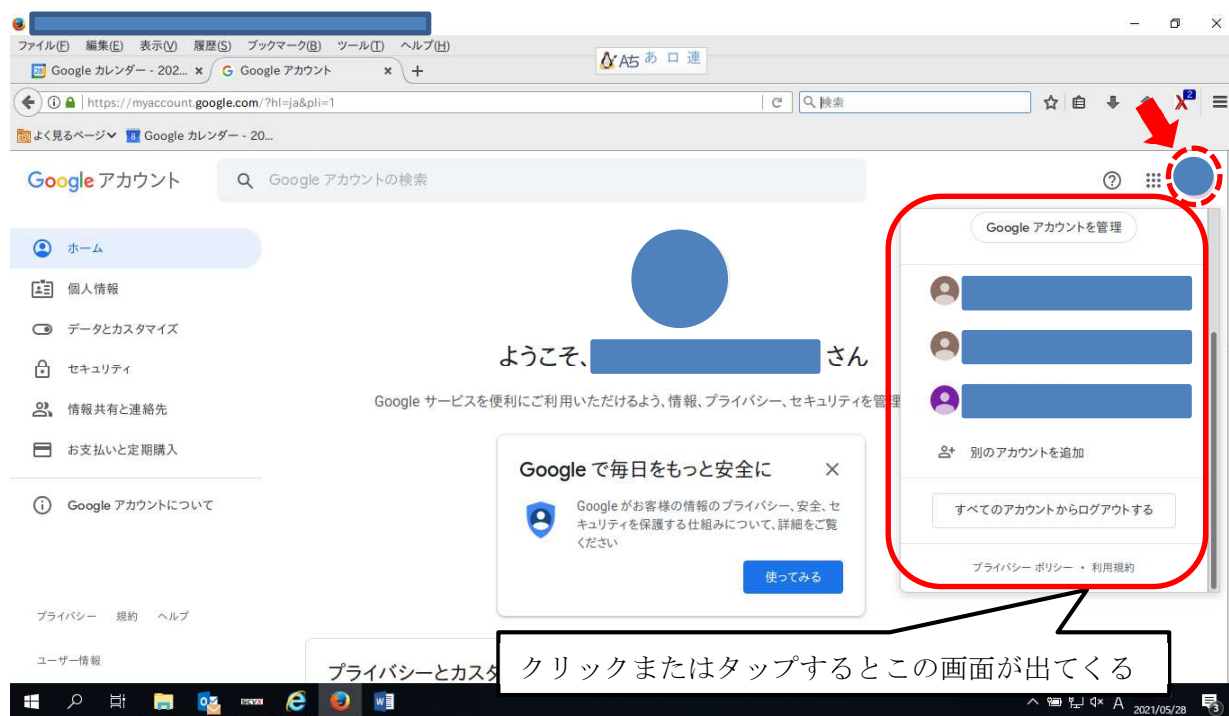 ファイル(F) 編集(E) 表示(V) 履歴(S) ブックマーク(B) ツール(T) ヘルプ(H)
あ 連
28 Google カレンダー - 202... × G Google アカウント × +
https://myaccount.google.com/?hl=ja&pli=1 検索 2
よく見るページ 8 Google カレンダー - 20...
Google アカウント Google アカウントの検索
Google アカウントを管理
ホーム
個人情報
データとカスタマイズ
セキュリティ
情報共有と連絡先
お支払いと定期購入
Google アカウントについて
ようこそ、 さん
Google サービスを便利にご利用いただけるよう、情報、プライバシー、セキュリティを管理
Google で毎日をもっと安全に ×
Google がお客様の情報のプライバシー、安全、セ
キュリティを保護する仕組みについて、詳細をご覧
ください
使ってみる
別のアカウントを追加
すべてのアカウントからログアウトする
プライバシー ポリシー ・ 利用規約
プライバシー 規約 ヘルプ
ユーザー情報
プライバシーとカスタ
クリックまたはタップするとこの画面が出てくる
A 2021/05/28 3